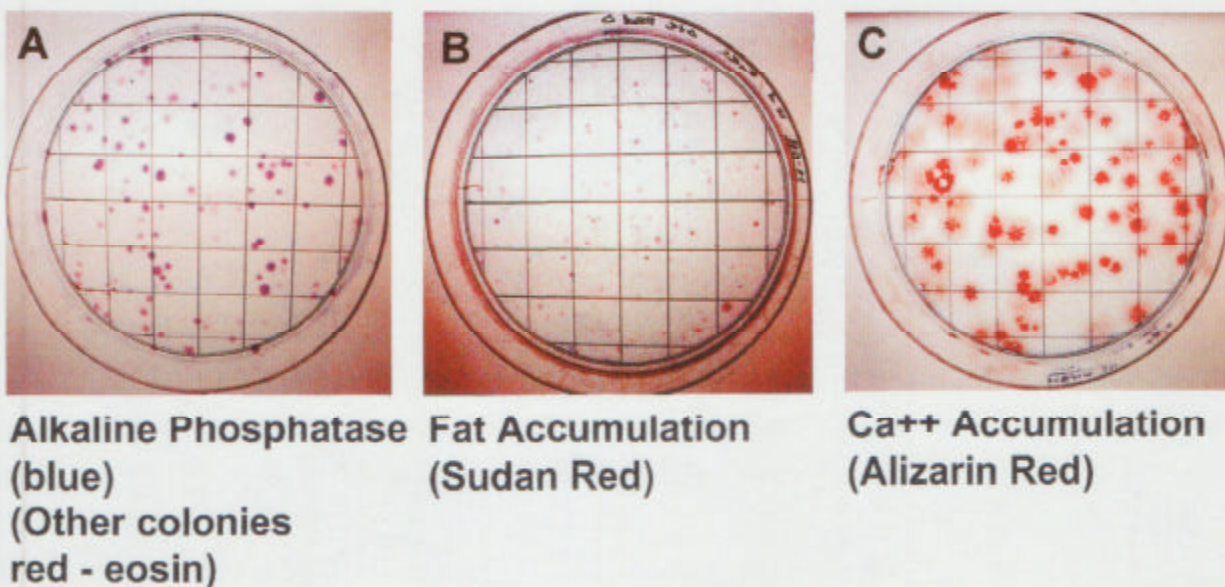 A
B
C
Alkaline Phosphatase
(blue)
(Other colonies
red - eosin)
Fat Accumulation
(Sudan Red)
Ca++ Accumulation
(Alizarin Red)